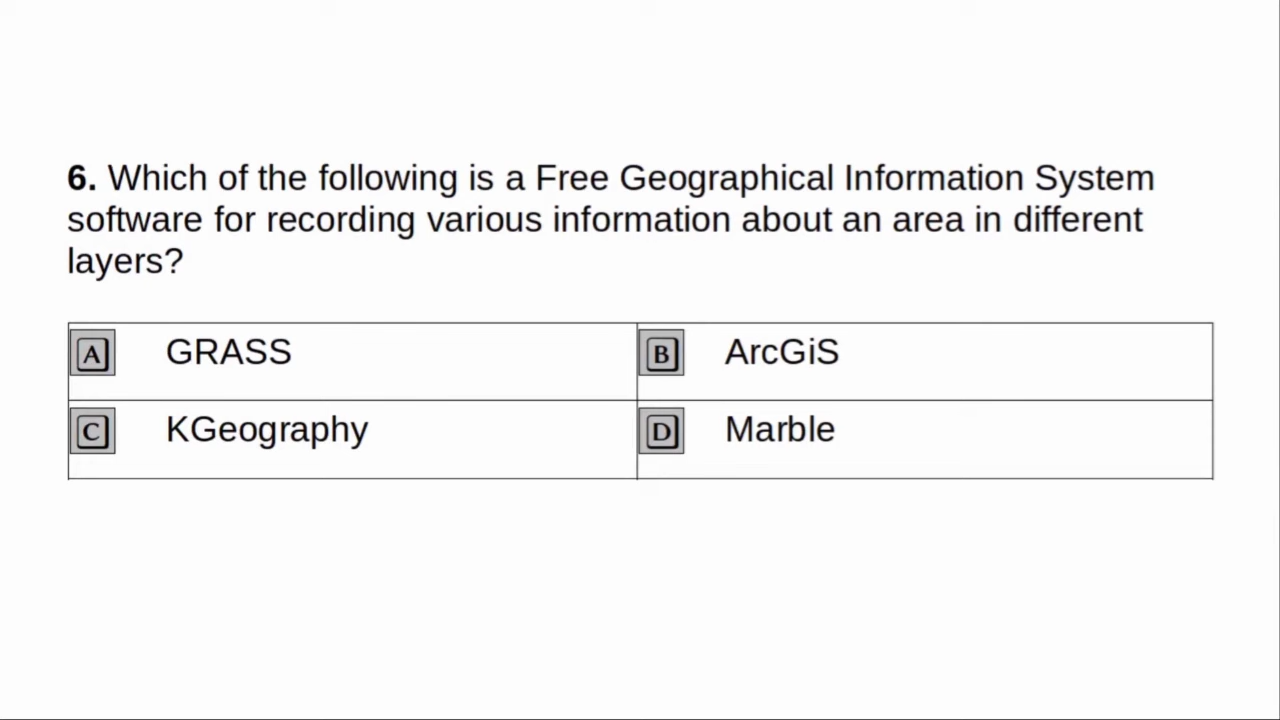 6. Which of the following is a Free Geographical Information System
software for recording various information about an area in different
layers?
A GRASS
B ArcGiS
C KGeography
D Marble